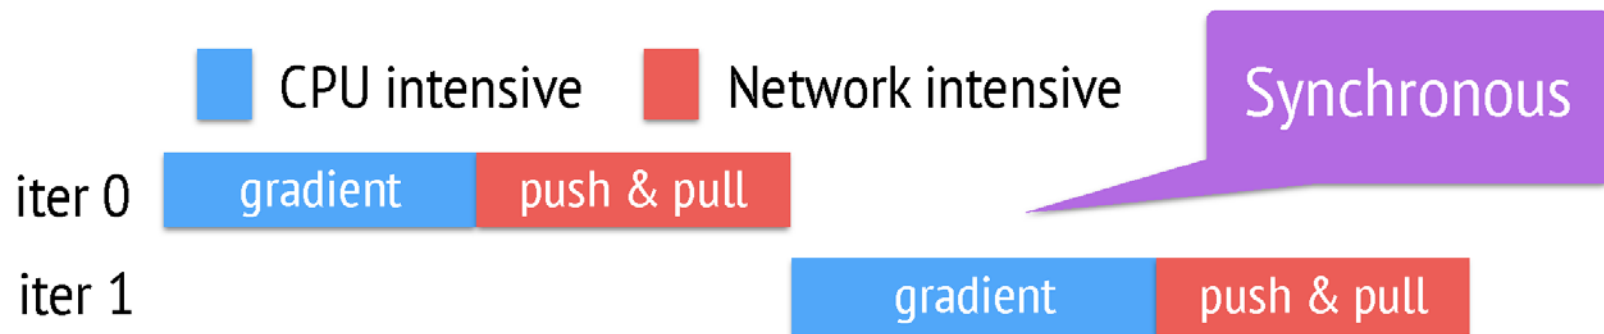 CPU intensive
Network intensive
Synchronous
iter 0
gradient
push & pull
iter 1
gradient
push & pull